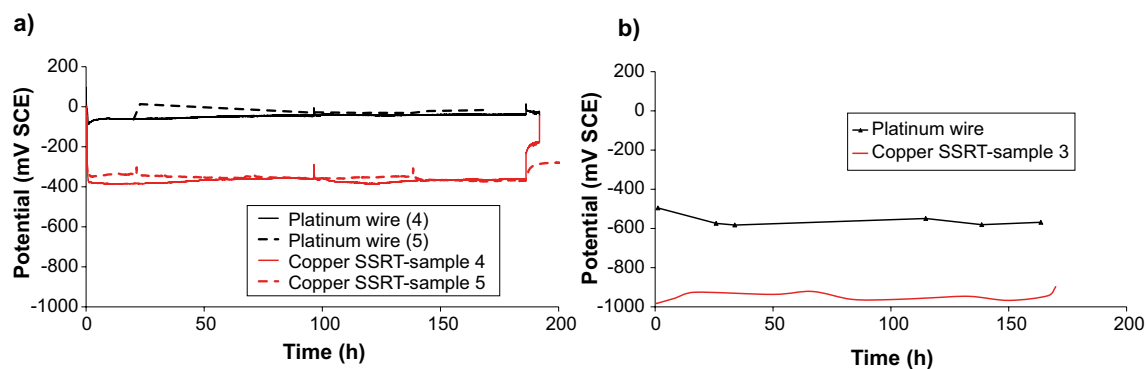 a)
200
0
-200
-400
-600
-800
-1000
Potential (mV SCE)
Platinum wire (4)
Platinum wire (5)
Copper SSRT-sample 4
Copper SSRT-sample 5
0 50 100 150 200
Time (h)
b)
200
0
-200
-400
-600
-800
-1000
Potential (mV SCE)
Platinum wire
Copper SSRT-sample 3
0 50 100 150 200
Time (h)